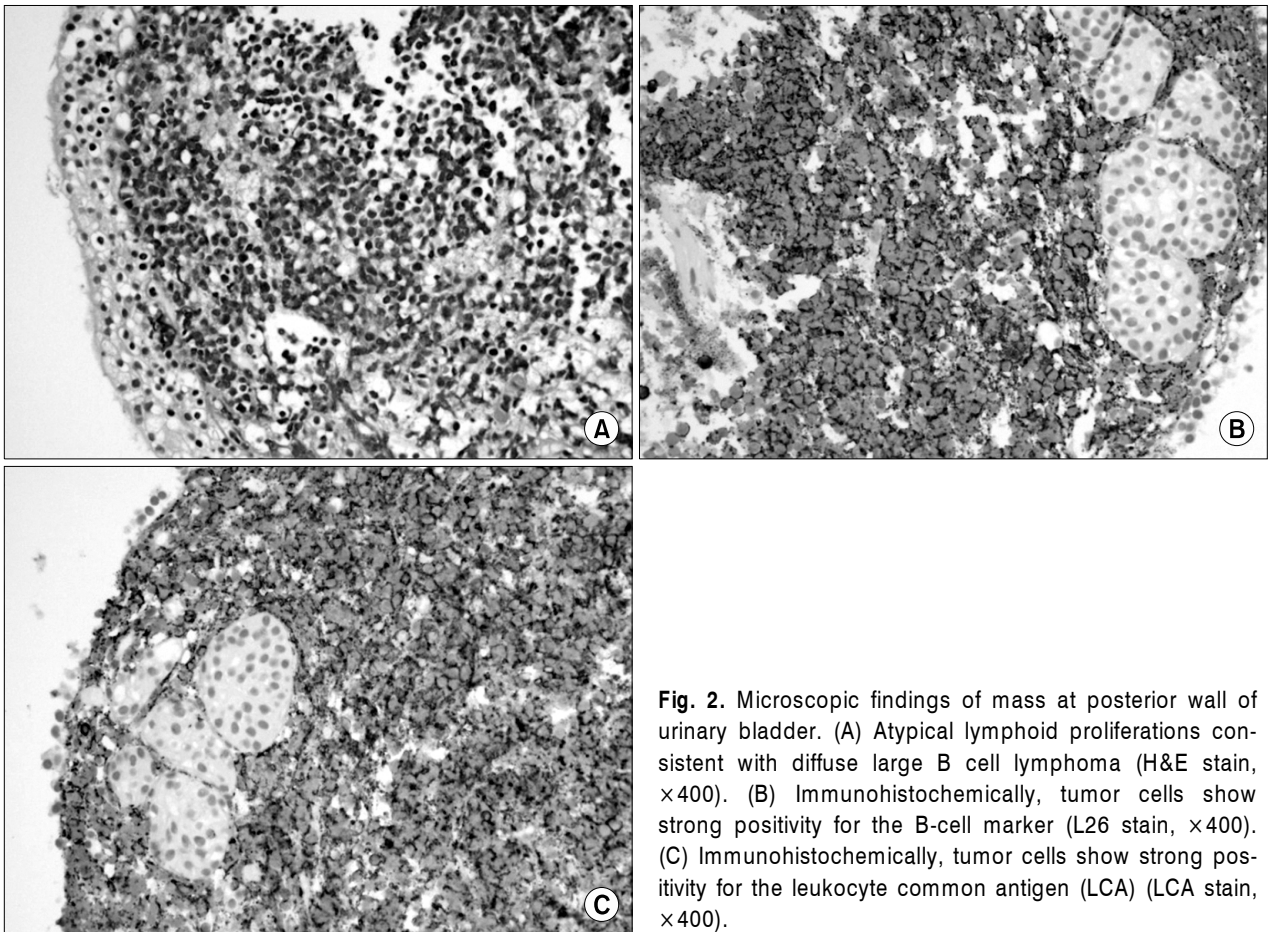 A
B
C
Fig. 2. Microscopic findings of mass at posterior wall of
urinary bladder. (A) Atypical lymphoid proliferations con-
sistent with diffuse large B cell lymphoma (H&E stain,
×400). (B) Immunohistochemically, tumor cells show
strong positivity for the B-cell marker (L26 stain, ×400).
(C) Immunohistochemically, tumor cells show strong pos-
itivity for the leukocyte common antigen (LCA) (LCA stain,
×400).